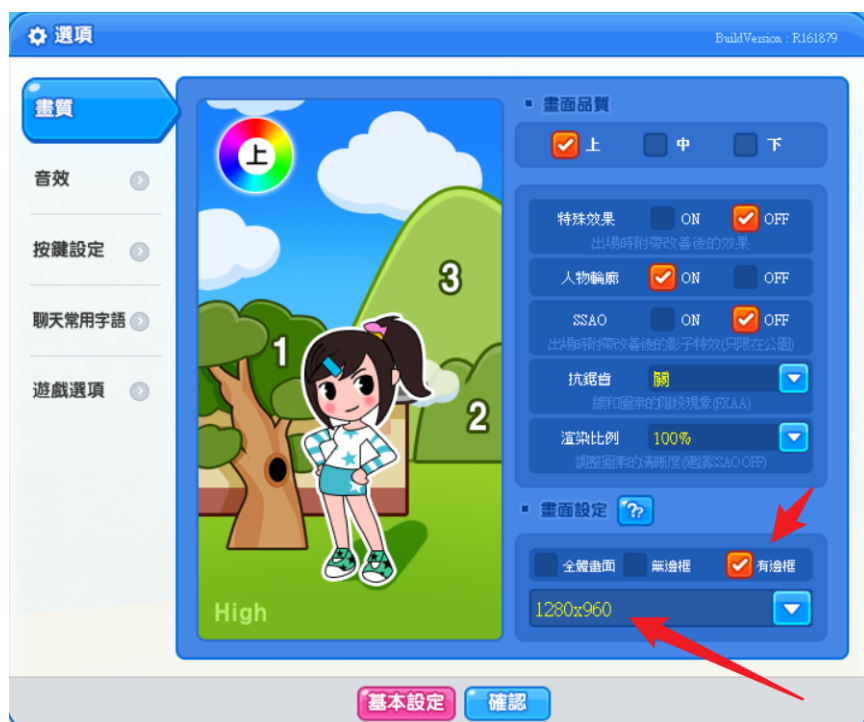 選項
BuildVersion : R161879
畫質
音效
按鍵設定
聊天常用字語
遊戲選項
上
3
1
2
High
畫面品質
上 中 下
特殊效果 ON OFF
出場時附帶改善後的效果
人物輪廓 ON OFF
SSAO ON OFF
出場時附帶改善後的影子特效(只限在公園)
抗鋸齒 關
緩和圖素的階段現象(FXAA)
渲染比例 100%
調整圖素的清晰度(建議SSAO OFF)
畫面設定 ??
全體畫面 無邊框 有邊框
1280x960
基本設定 確認